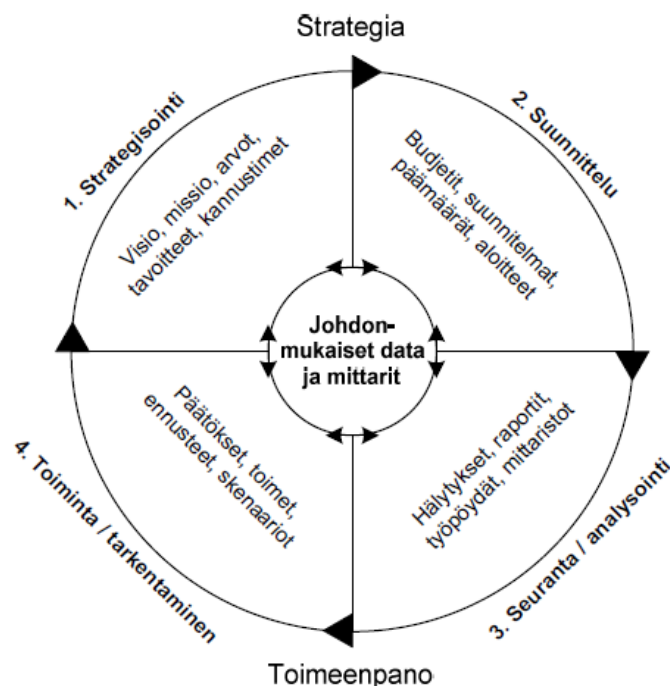 Strategia
1. Strategisointi
Visio, missio, arvot,
tavoitteet, kannustimet
2. Suunnittelu
Budjetit, suunnitelmat,
päämäärät, aloitteet
Johdon-
mukaiset data
ja mittarit
Päätökset, toimet,
ennusteet, skenaariot
4. Toiminta / tarkentaminen
Hälytykset, raportit,
työpöydät, mittaristot
3. Seuranta / analysointi
Toimeenpano